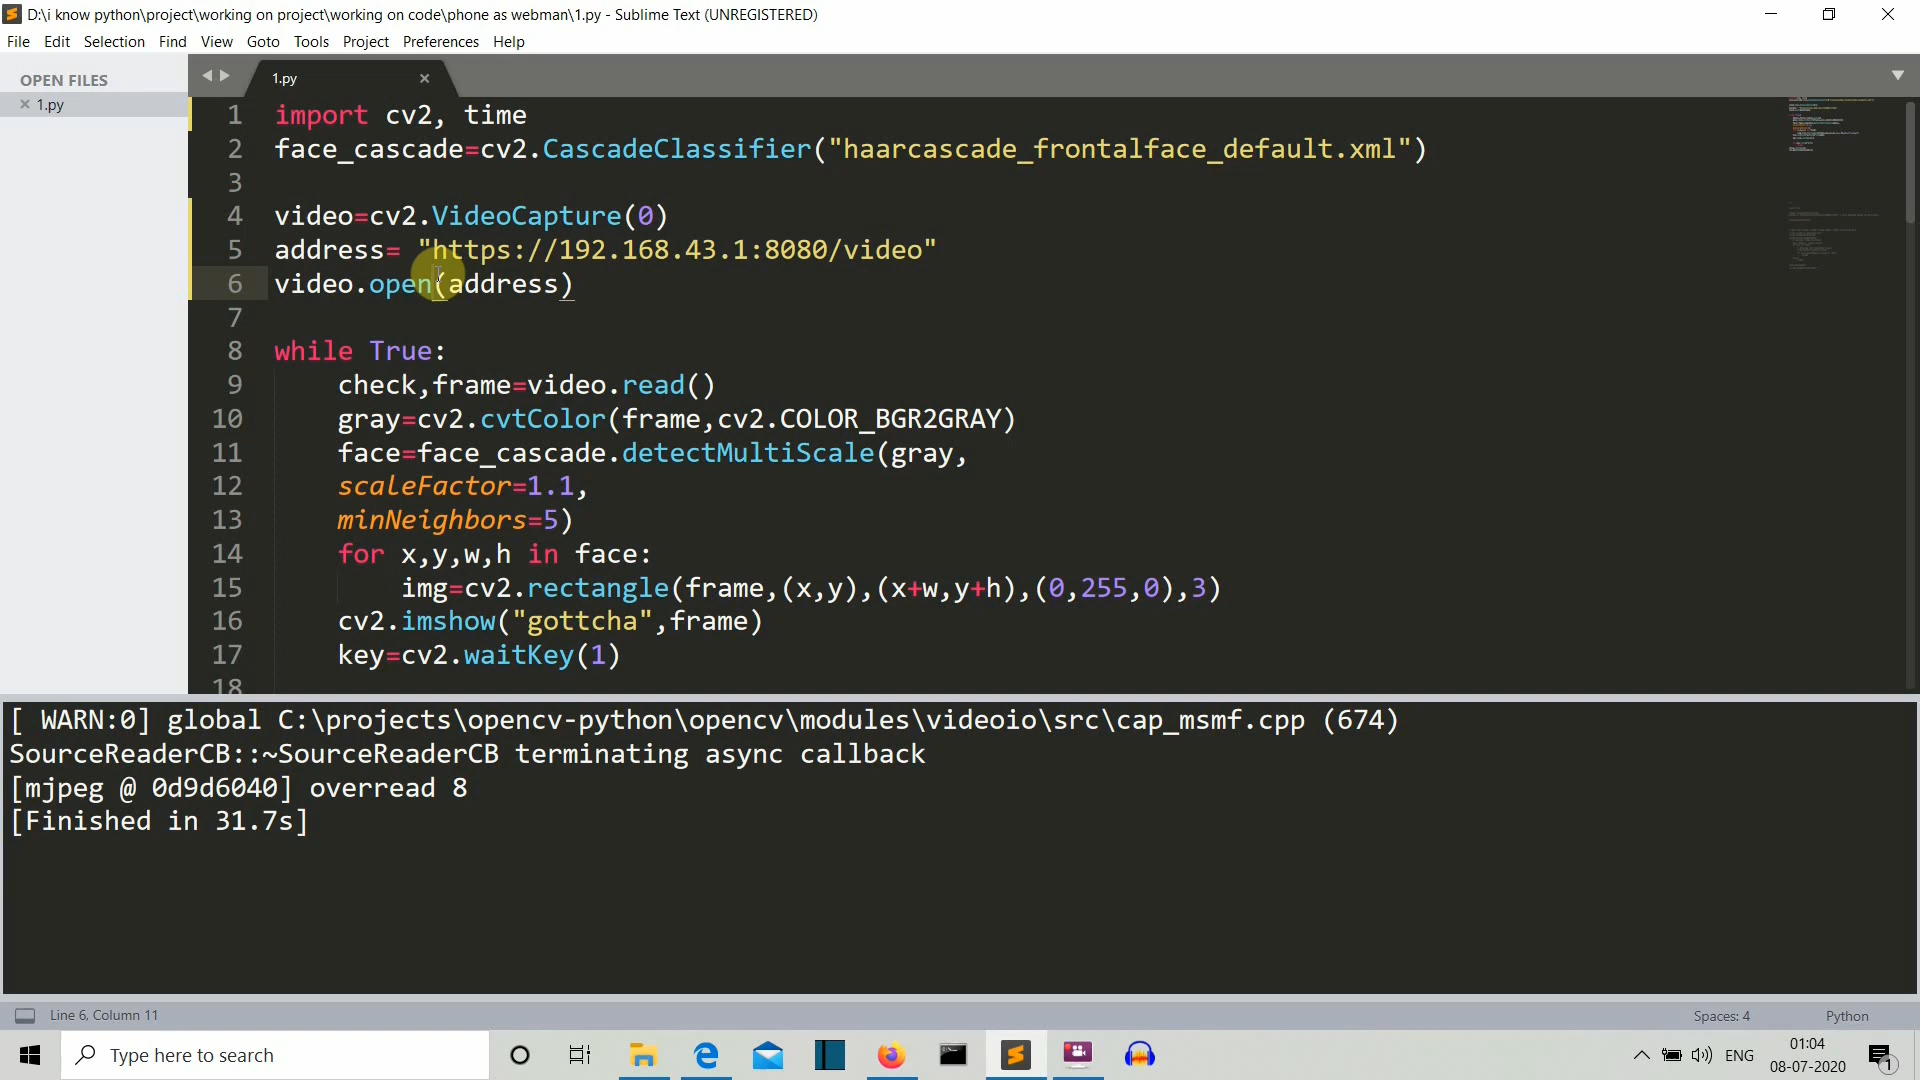 D:\i know python\project\working on project\working on code\phone as webman\1.py - Sublime Text (UNREGISTERED)
File Edit Selection Find View Goto Tools Project Preferences Help
OPEN FILES
1.py
1.py
1 import cv2, time
2 face_cascade=cv2.CascadeClassifier("haarcascade_frontalface_default.xml")
3
4 video=cv2.VideoCapture(0)
5 address= "https://192.168.43.1:8080/video"
6 video.open(address)
7
8 while True:
9 check,frame=video.read()
10 gray=cv2.cvtColor(frame,cv2.COLOR_BGR2GRAY)
11 face=face_cascade.detectMultiScale(gray,
12 scaleFactor=1.1,
13 minNeighbors=5)
14 for x,y,w,h in face:
15 img=cv2.rectangle(frame,(x,y),(x+w,y+h),(0,255,0),3)
16 cv2.imshow("gottcha",frame)
17 key=cv2.waitKey(1)
18
[ WARN:0] global C:\projects\opencv-python\opencv\modules\videoio\src\cap_msmf.cpp (674)
SourceReaderCB::~SourceReaderCB terminating async callback
[mjpeg @ 0d9d6040] overread 8
[Finished in 31.7s]
Line 6, Column 11
Spaces: 4
Python
Type here to search
ENG
01:04
08-07-2020
1